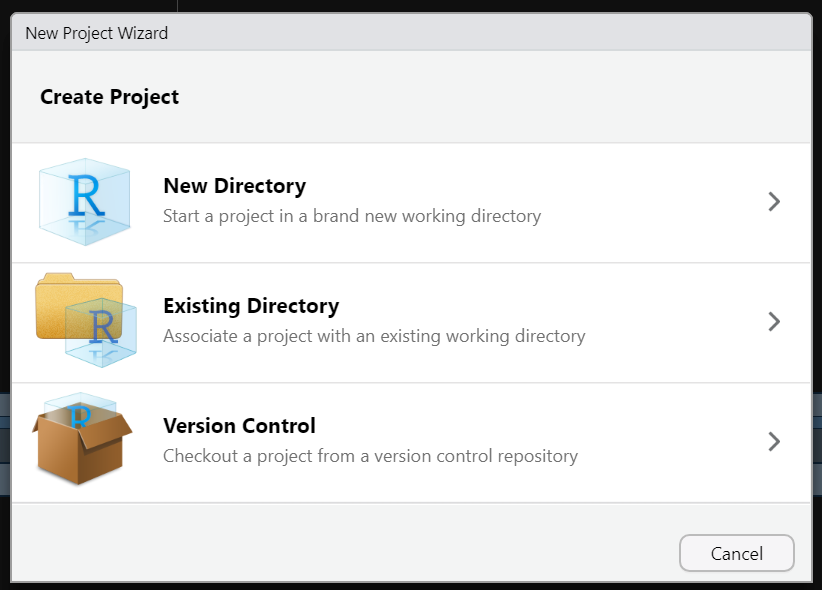 New Project Wizard
Create Project
R
New Directory
Start a project in a brand new working directory
R
Existing Directory
Associate a project with an existing working directory
R
Version Control
Checkout a project from a version control repository
Cancel